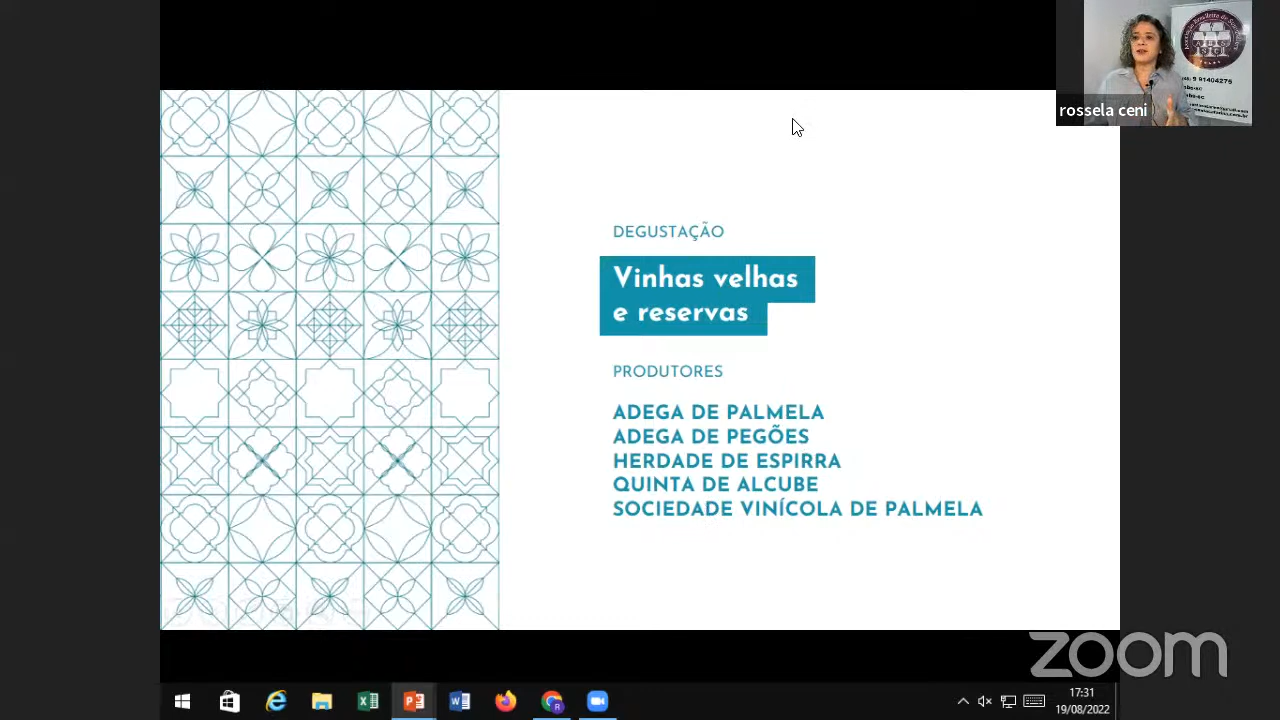 DEGUSTAÇÃO
Vinhas velhas
e reservas
PRODUTORES
ADEGA DE PALMELA
ADEGA DE PEGÕES
HERDADE DE ESPIRRA
QUINTA DE ALCUBE
SOCIEDADE VINÍCOLA DE PALMELA
rossela ceni
zoom
17:31
19/08/2022